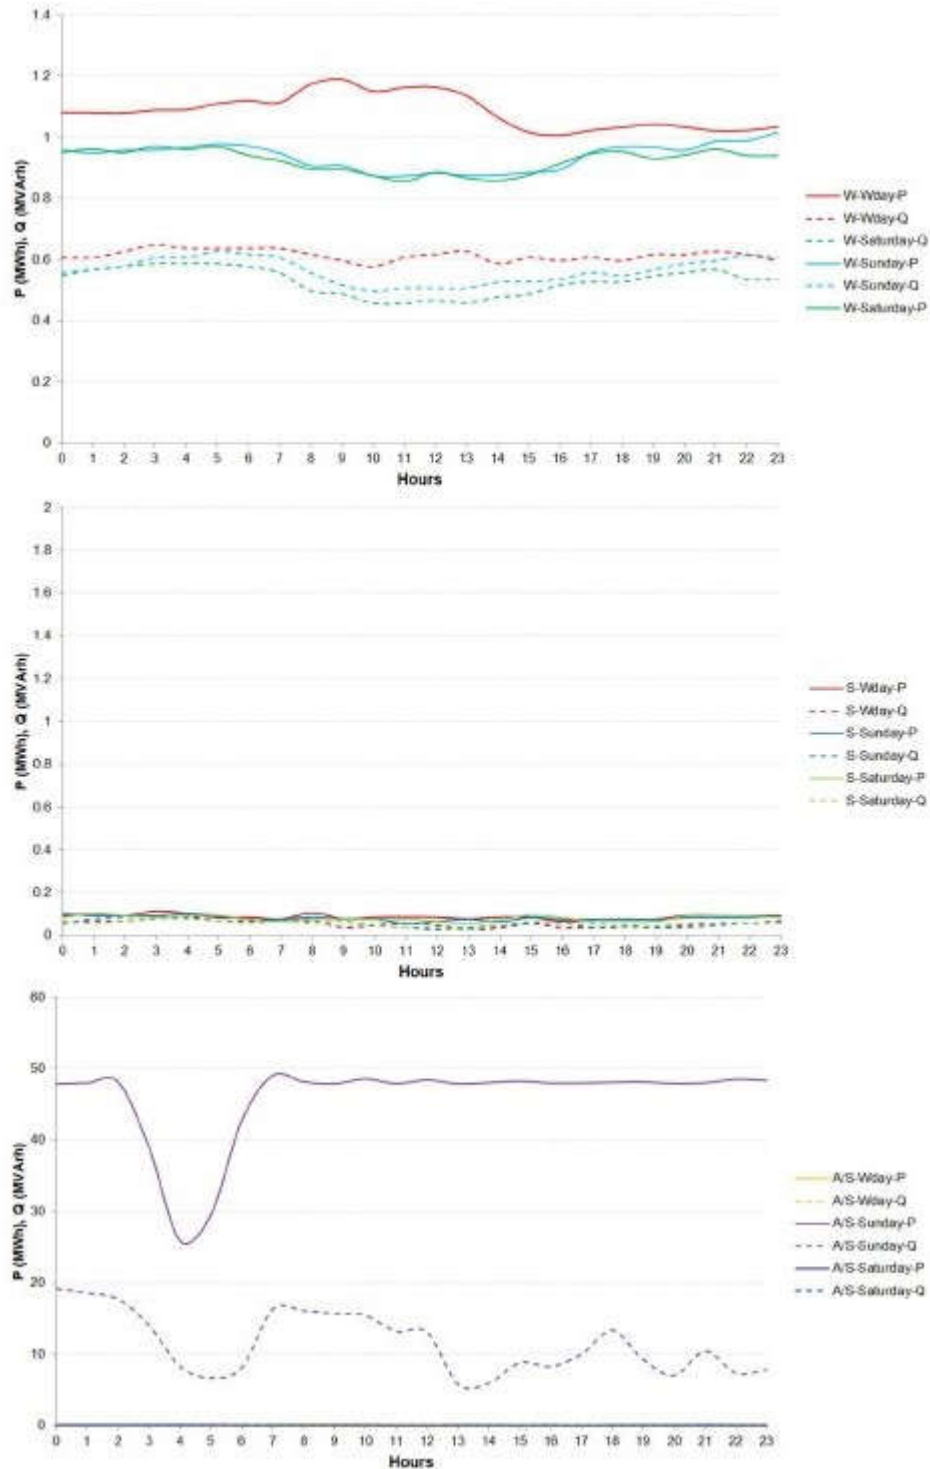 1.4
1.2
1
0.8
0.6
0.4
0.2
0
P (MWh), Q (MVArh)
0 1 2 3 4 5 6 7 8 9 10 11 12 13 14 15 16 17 18 19 20 21 22 23
Hours
W-Wday-P
W-Wday-Q
W-Saturday-Q
W-Sunday-P
W-Sunday-Q
W-Saturday-P
2
1.8
1.6
1.4
1.2
1
0.8
0.6
0.4
0.2
0
P (MWh), Q (MVArh)
0 1 2 3 4 5 6 7 8 9 10 11 12 13 14 15 16 17 18 19 20 21 22 23
Hours
S-Wday-P
S-Wday-Q
S-Sunday-P
S-Sunday-Q
S-Saturday-P
S-Saturday-Q
60
50
40
30
20
10
0
P (MWh), Q (MVArh)
0 1 2 3 4 5 6 7 8 9 10 11 12 13 14 15 16 17 18 19 20 21 22 23
Hours
A/S-Wday-P
A/S-Wday-Q
A/S-Sunday-P
A/S-Sunday-Q
A/S-Saturday-P
A/S-Saturday-Q